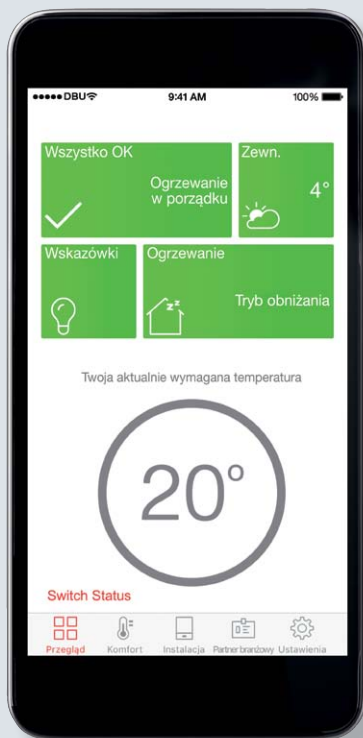 ●●●●● DBU 9:41 AM 100%
Wszystko OK
Ogrzewanie
w porządku
Zewn.
4°
Wskazówki
Ogrzewanie
Tryb obniżania
Twoja aktualnie wymagana temperatura
20°
Switch Status
Przegląd Komfort Instalacja Partner branżowy Ustawienia